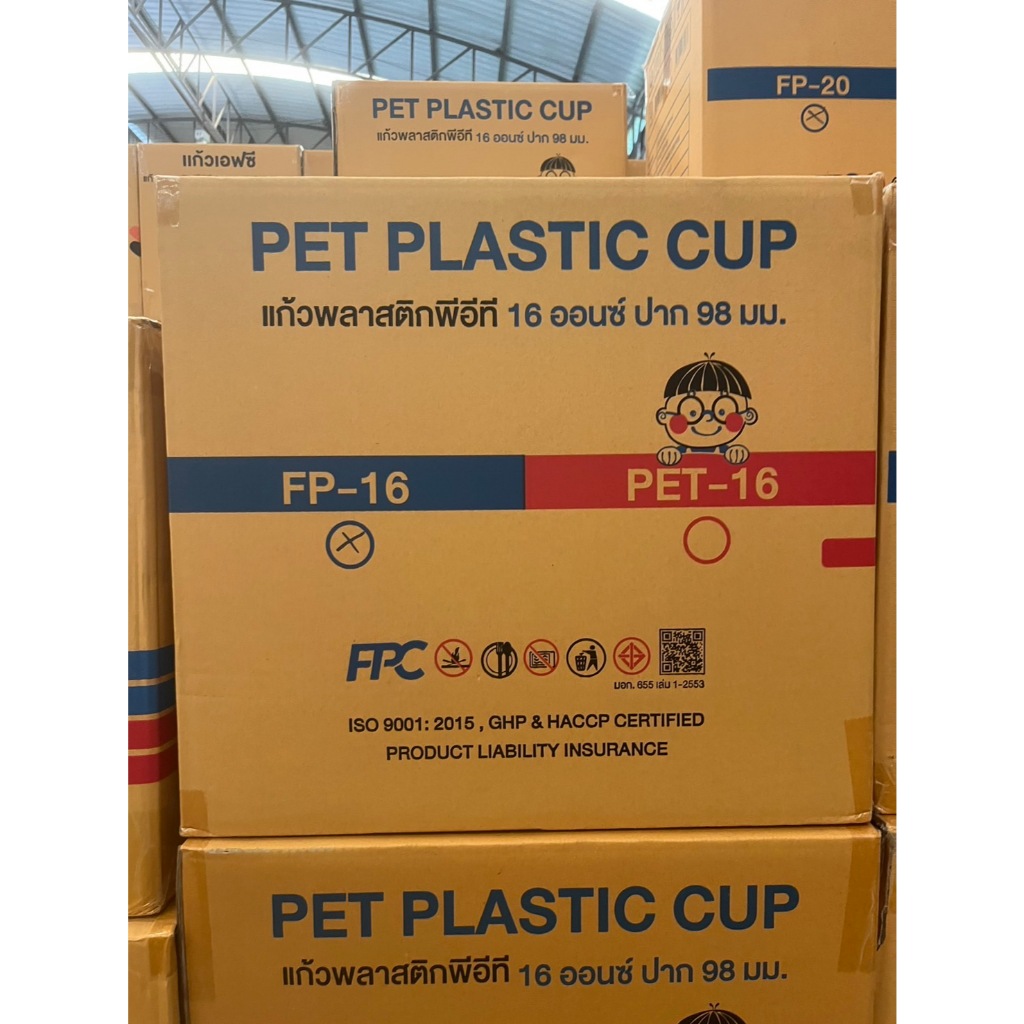 FP-20
PET PLASTIC CUP
แก้วพลาสติกพีอีที 16 ออนซ์ ปาก 98 มม.
แก้วเอฟซี
PET PLASTIC CUP
แก้วพลาสติกพีอีที 16 ออนซ์ ปาก 98 มม.
FP-16 PET-16
FPC
มอก. 655 เล่ม 1-2553
ISO 9001: 2015 , GHP & HACCP CERTIFIED
PRODUCT LIABILITY INSURANCE
PET PLASTIC CUP
แก้วพลาสติกพีอีที 16 ออนซ์ ปาก 98 มม.